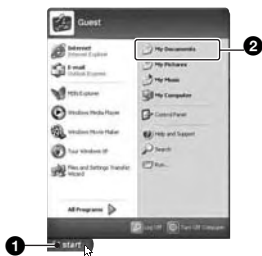 Guest
Internet
Internet Explorer
E-mail
Outlook Express
MSN Explorer
Windows Media Player
Windows Movie Maker
Tour Windows XP
Files and Settings Transfer
Wizard
All Programs
My Documents
My Pictures
My Music
My Computer
Control Panel
Help and Support
Search
Run...
Log Off
Turn Off Computer
start
1
2